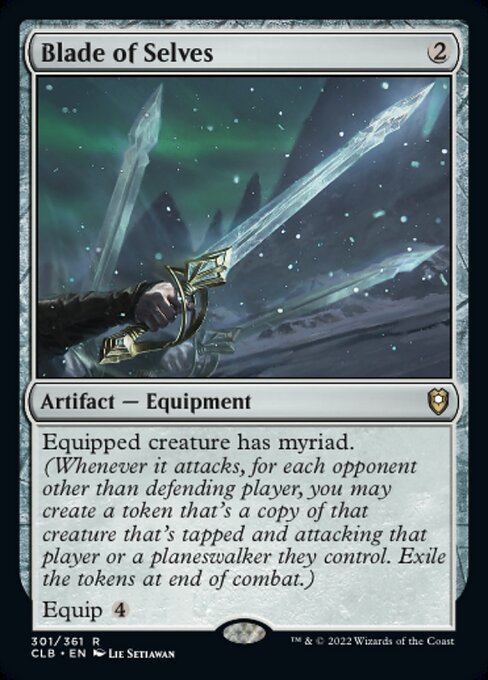 Blade of Selves 2
Artifact — Equipment
Equipped creature has myriad.
(Whenever it attacks, for each opponent
other than defending player, you may
create a token that's a copy of that
creature that's tapped and attacking that
player or a planeswalker they control. Exile
the tokens at end of combat.)
Equip 4
301/361 R
CLB • EN Lie Setiawan
™ & © 2022 Wizards of the Coast